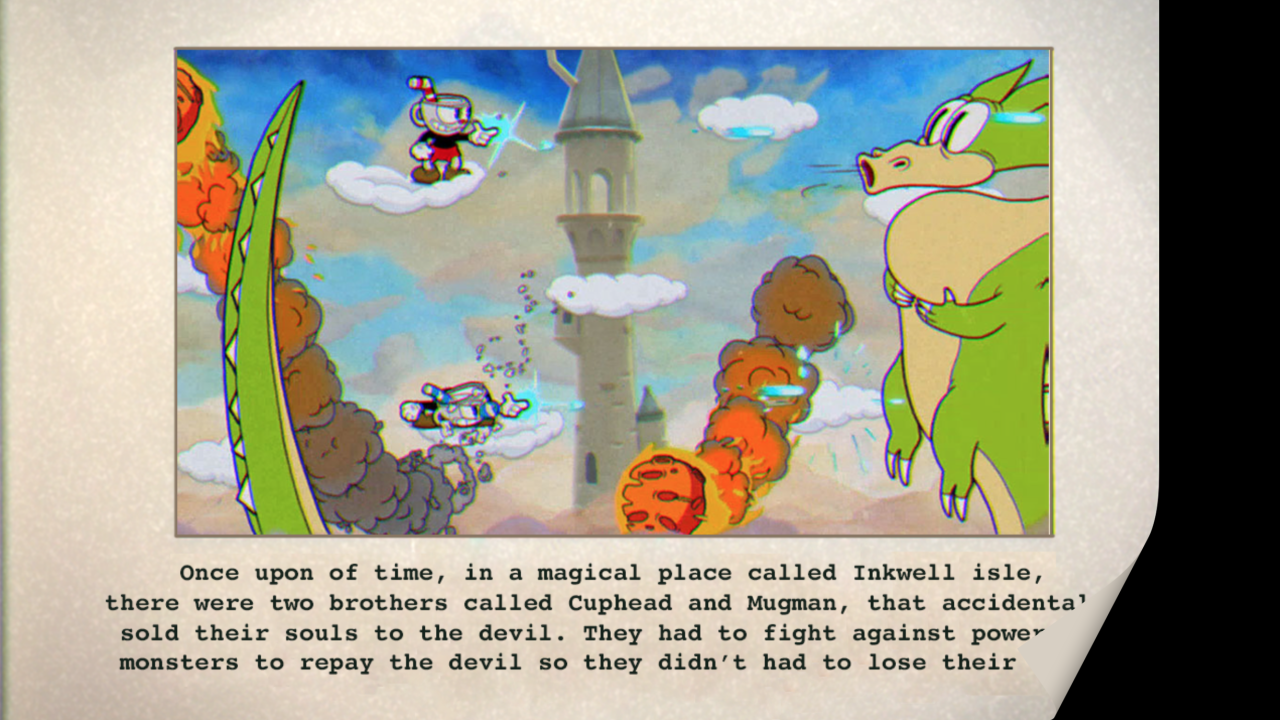 Once upon of time, in a magical place called Inkwell isle,
there were two brothers called Cuphead and Mugman, that
sold their souls to the devil. They had to fight against
monsters to repay the devil so they didn't had to lose their